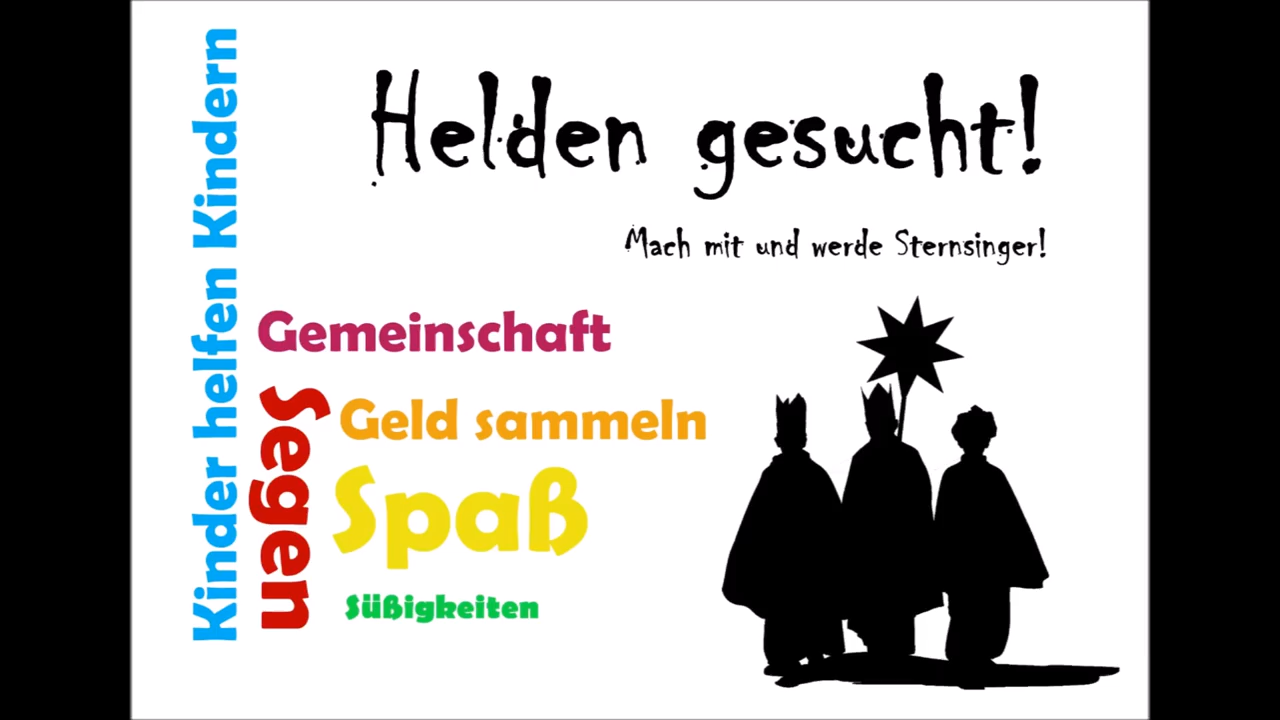 Helden gesucht!
Mach mit und werde Sternsinger!
Kinder helfen Kindern
Gemeinschaft
Segen
Geld sammeln
Spaß
Süßigkeiten